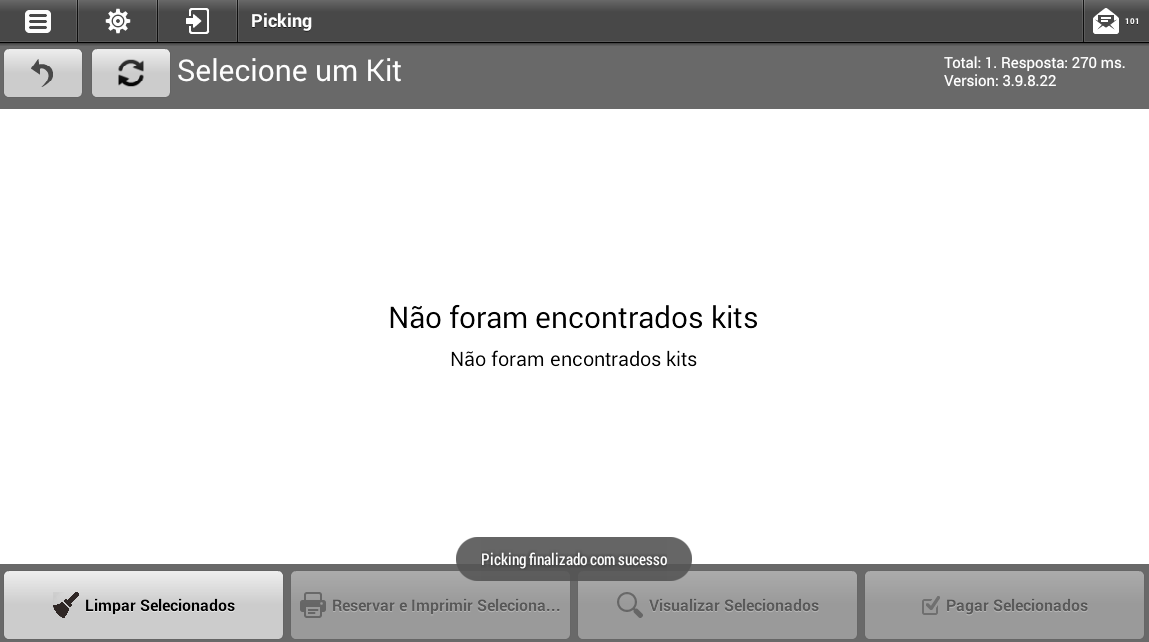 Picking
101
Selecione um Kit
Total: 1. Resposta: 270 ms.
Version: 3.9.8.22
Não foram encontrados kits
Não foram encontrados kits
Picking finalizado com sucesso
Limpar Selecionados
Reservar e Imprimir Seleciona...
Visualizar Selecionados
Pagar Selecionados